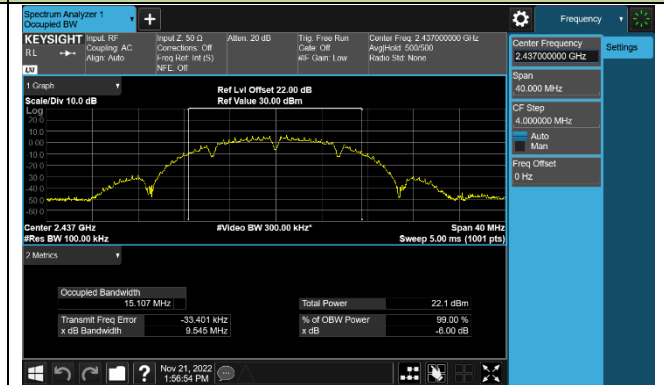 Spectrum Analyzer 1
Occupied BW
+
Frequency
KEYSIGHT
RL
Input: RF
Coupling: AC
Align: Auto
Input Z: 50 Ω
Corrections: Off
Freq Ref: Int (S)
NFE: Off
Atten: 20 dB
Trig: Free Run
Gate: Off
#IF Gain: Low
Center Freq: 2.437000000 GHz
Avg|Hold: 500/500
Radio Std: None
Center Frequency
2.437000000 GHz
Settings
Span
40.000 MHz
CF Step
4.000000 MHz
Auto
Man
Freq Offset
0 Hz
1 Graph
Scale/Div 10.0 dB
Ref Lvl Offset 22.00 dB
Ref Value 30.00 dBm
Log
20.0
10.0
0.00
-10.0
-20.0
-30.0
-40.0
-50.0
-60.0
Center 2.437 GHz
#Video BW 300.00 kHz*
Span 40 MHz
#Res BW 100.00 kHz
Sweep 5.00 ms (1001 pts)
2 Metrics
Occupied Bandwidth
15.107 MHz
Total Power
22.1 dBm
Transmit Freq Error
-33.401 kHz
% of OBW Power
99.00 %
x dB Bandwidth
9.545 MHz
x dB
-6.00 dB
?
Nov 21, 2022
1:56:54 PM